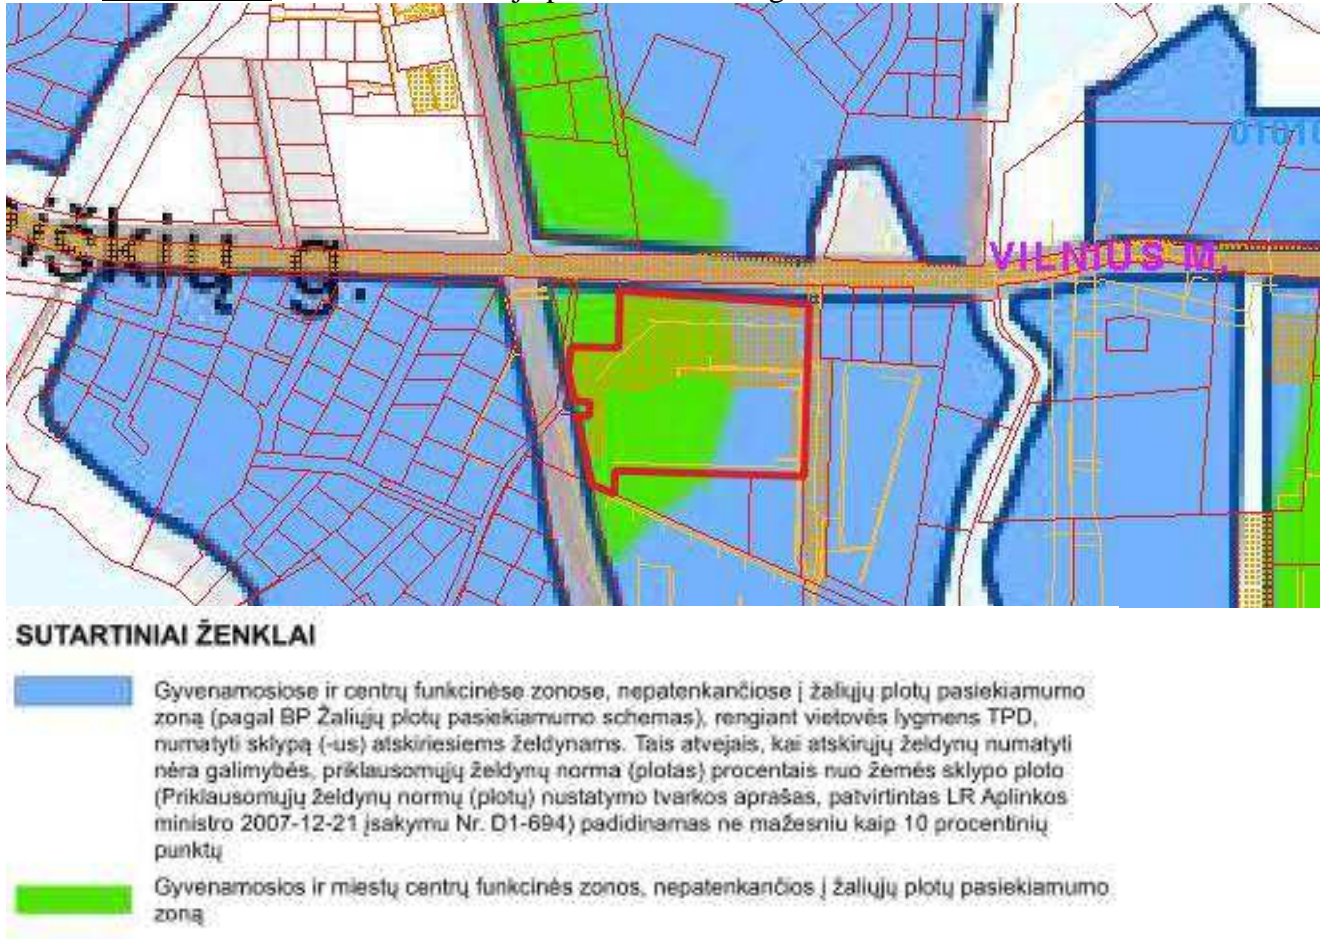 iškių g.
VILNIUS M.
01010
SUTARTINIAI ŽENKLAI
Gyvenamosiose ir centrų funkcinėse zonose, nepatenkančiose į žaliųjų plotų pasiekiamumo
zoną (pagal BP Žaliųjų plotų pasiekiamumo schemas), rengiant vietovės lygmens TPD,
numatyti sklypą (-us) atskiriesiems želdynams. Tais atvejais, kai atskirųjų želdynų numatyti
nėra galimybės, priklausomųjų želdynų norma (plotas) procentais nuo žemės sklypo ploto
(Priklausomųjų želdynų normų (plotų) nustatymo tvarkos aprašas, patvirtintas LR Aplinkos
ministro 2007-12-21 įsakymu Nr. D1-694) padidinamas ne mažesniu kaip 10 procentinių
punktų
Gyvenamosios ir miestų centrų funkcinės zonos, nepatenkančios į žaliųjų plotų pasiekiamumo
zoną